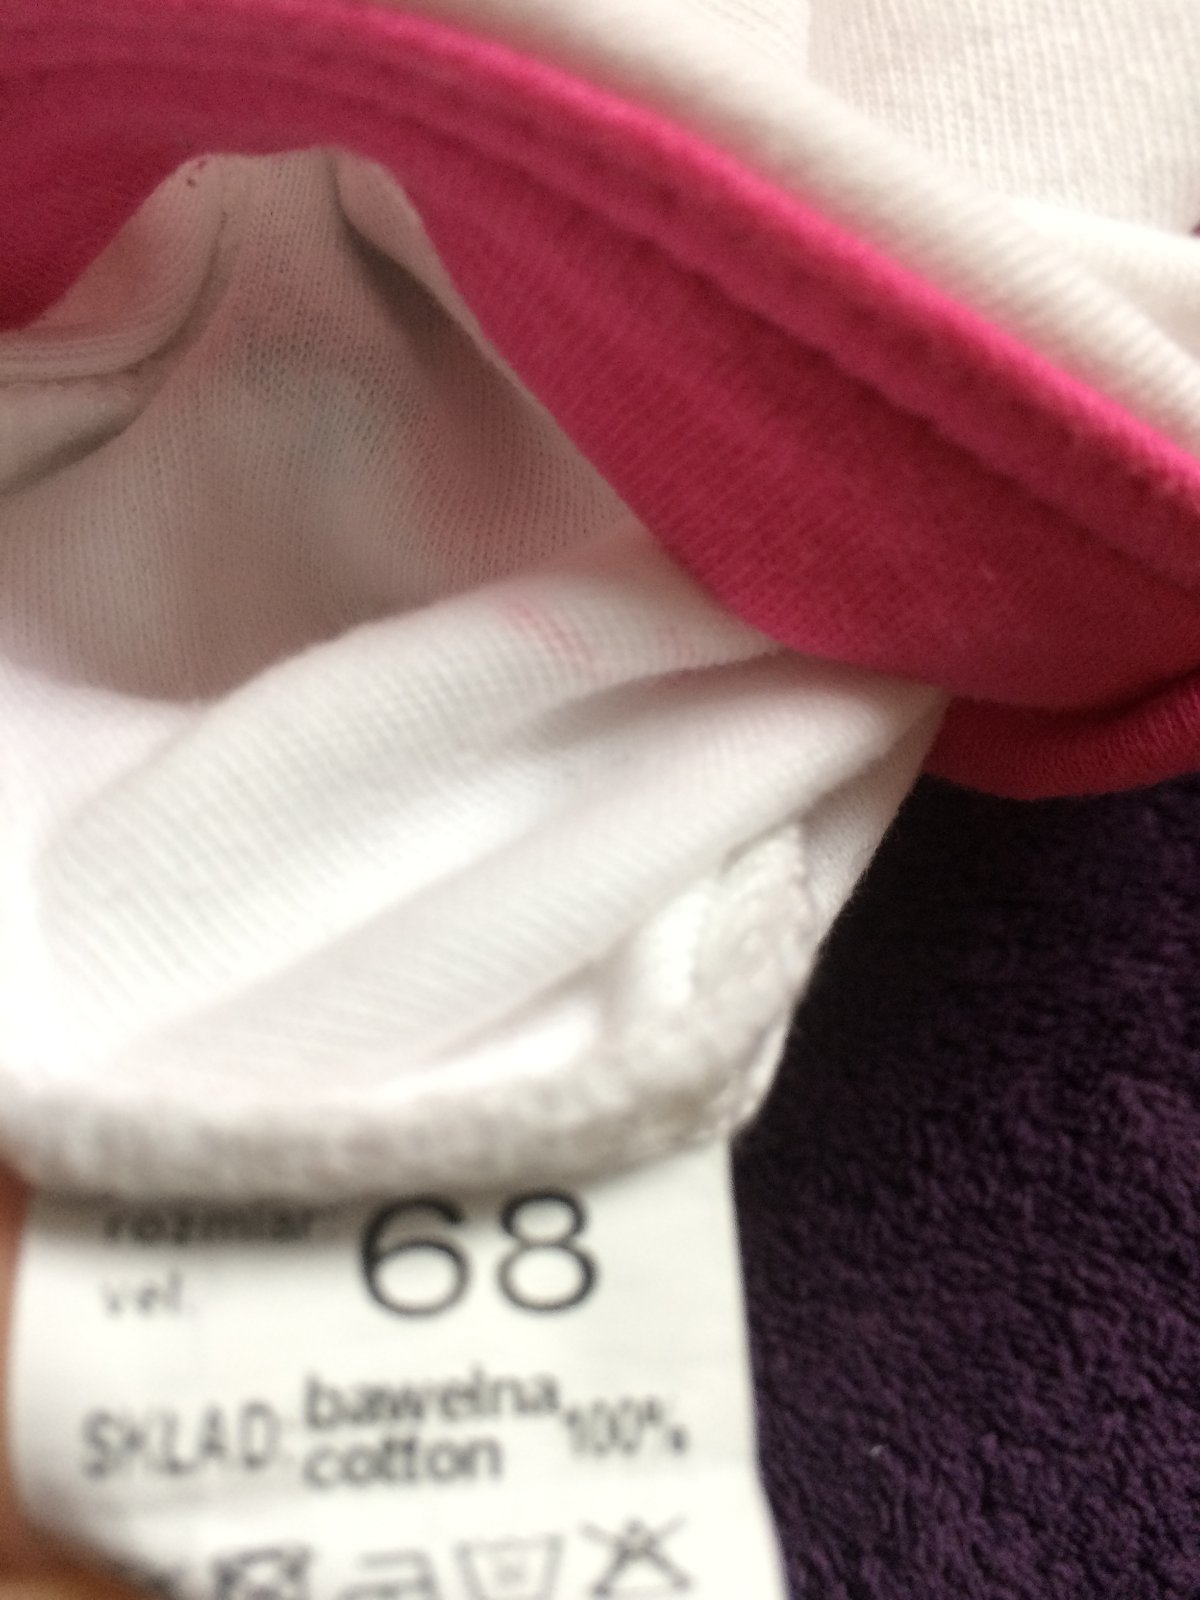 rozmiar 68
vel.
SKŁAD: bawełna 100%
cotton